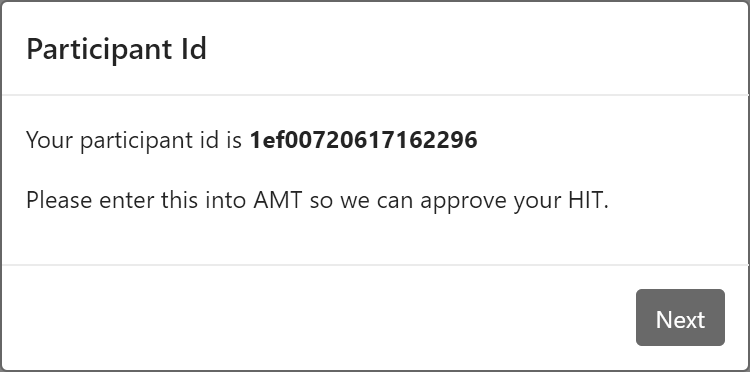 Participant Id
Your participant id is 1ef00720617162296
Please enter this into AMT so we can approve your HIT.
Next